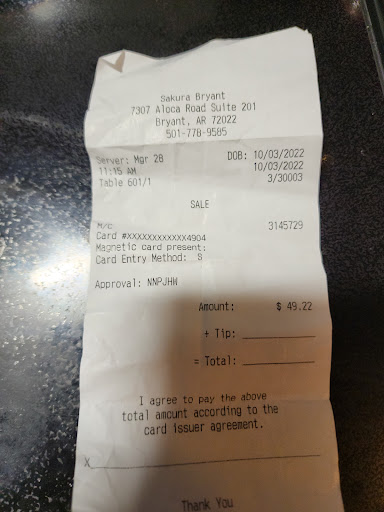 Sakura Bryant
7307 Alcoa Road Suite 201
Bryant, AR 72022
501-778-9585
Server: Mgr 28 DOB: 10/03/2022
11:15 AM 10/03/2022
Table 601/1 3/30003
SALE
M/C 3145729
Card #XXXXXXXXXXXX4904
Magnetic card present:
Card Entry Method: S
Approval: NNPJHW
Amount: $ 49.22
+ Tip: ____________
= Total: ____________
I agree to pay the above
total amount according to the
card issuer agreement.
X______________________________
Thank You